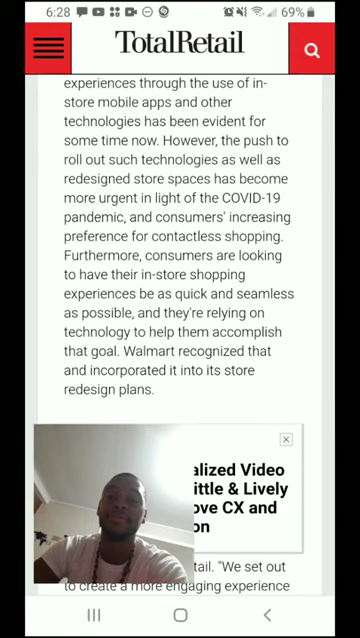 6:28
69%
TotalRetail
experiences through the use of in-
store mobile apps and other
technologies has been evident for
some time now. However, the push to
roll out such technologies as well as
redesigned store spaces has become
more urgent in light of the COVID-19
pandemic, and consumers' increasing
preference for contactless shopping.
Furthermore, consumers are looking
to have their in-store shopping
experiences be as quick and seamless
as possible, and they're relying on
technology to help them accomplish
that goal. Walmart recognized that
and incorporated it into its store
redesign plans.
alized Video
ittle & Lively
ove CX and
on
tail. "We set out
to create a more engaging experience